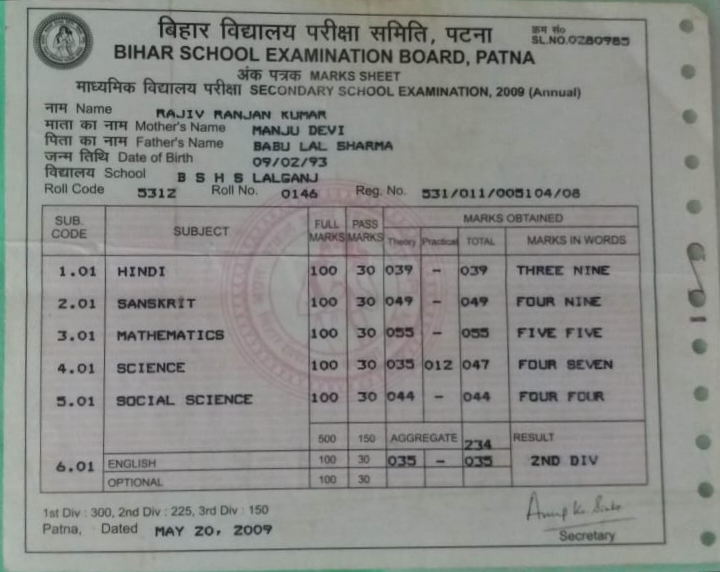 बिहार विद्यालय परीक्षा समिति, पटना
क्रम सं०
SL.NO.0280985
BIHAR SCHOOL EXAMINATION BOARD, PATNA
अंक पत्रक MARKS SHEET
माध्यमिक विद्यालय परीक्षा SECONDARY SCHOOL EXAMINATION, 2009 (Annual)
नाम Name RAJIV RANJAN KUMAR
माता का नाम Mother's Name MANJU DEVI
पिता का नाम Father's Name BABU LAL SHARMA
जन्म तिथि Date of Birth 09/02/93
विद्यालय School B S H S LALGANJ
Roll Code 5312 Roll No. 0146 Reg. No. 531/011/005104/08
SUB. CODE SUBJECT FULL MARKS PASS MARKS MARKS OBTAINED
Theory Practical TOTAL MARKS IN WORDS
1.01 HINDI 100 30 039 - 039 THREE NINE
2.01 SANSKRIT 100 30 049 - 049 FOUR NINE
3.01 MATHEMATICS 100 30 055 - 055 FIVE FIVE
4.01 SCIENCE 100 30 035 012 047 FOUR SEVEN
5.01 SOCIAL SCIENCE 100 30 044 - 044 FOUR FOUR
500 150 AGGREGATE 234 RESULT
6.01 ENGLISH 100 30 035 - 035 2ND DIV
OPTIONAL 100 30
1st Div : 300, 2nd Div : 225, 3rd Div : 150
Patna, Dated MAY 20, 2009
Secretary